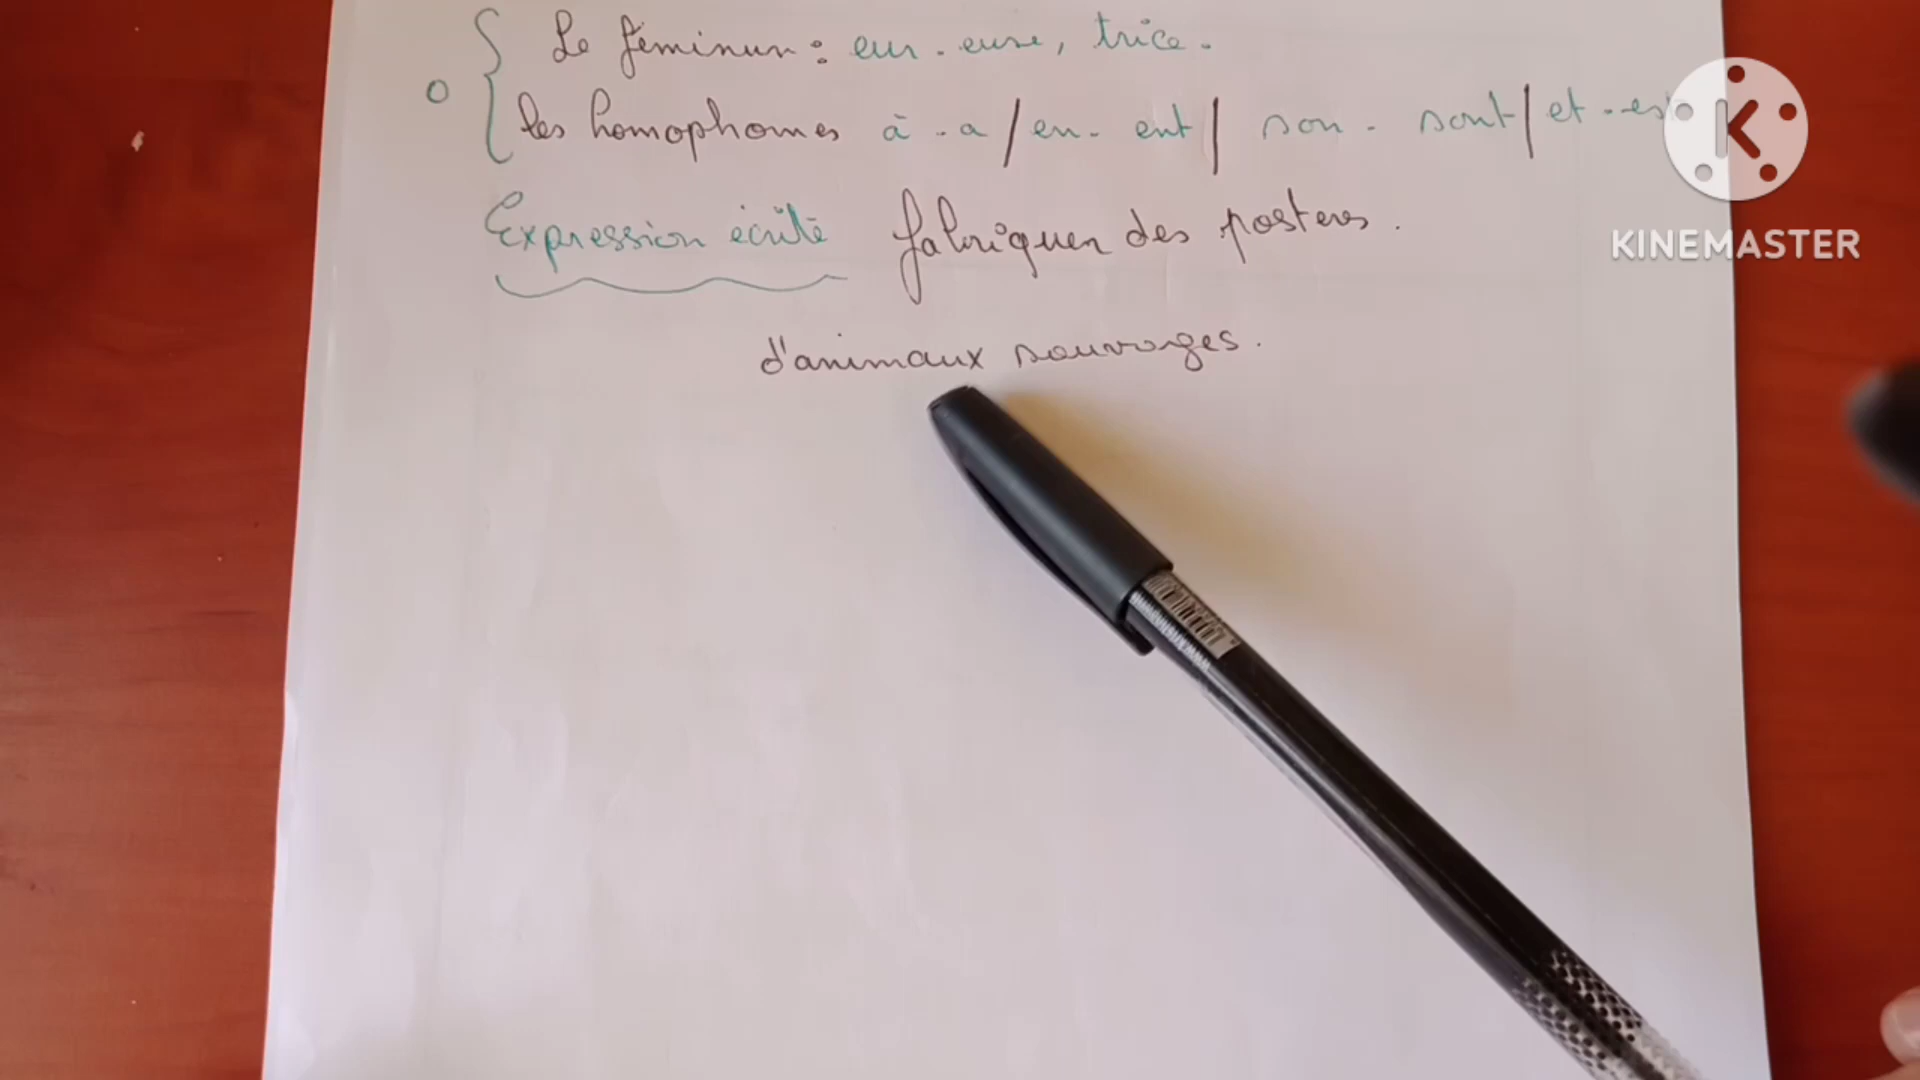 Le féminin : eur - euse, trice.
O
les homophones à - a / en - ent / son - sont / et - est
Expression écrite fabriquer des posters.
d'animaux sauvages.
KINEMASTER